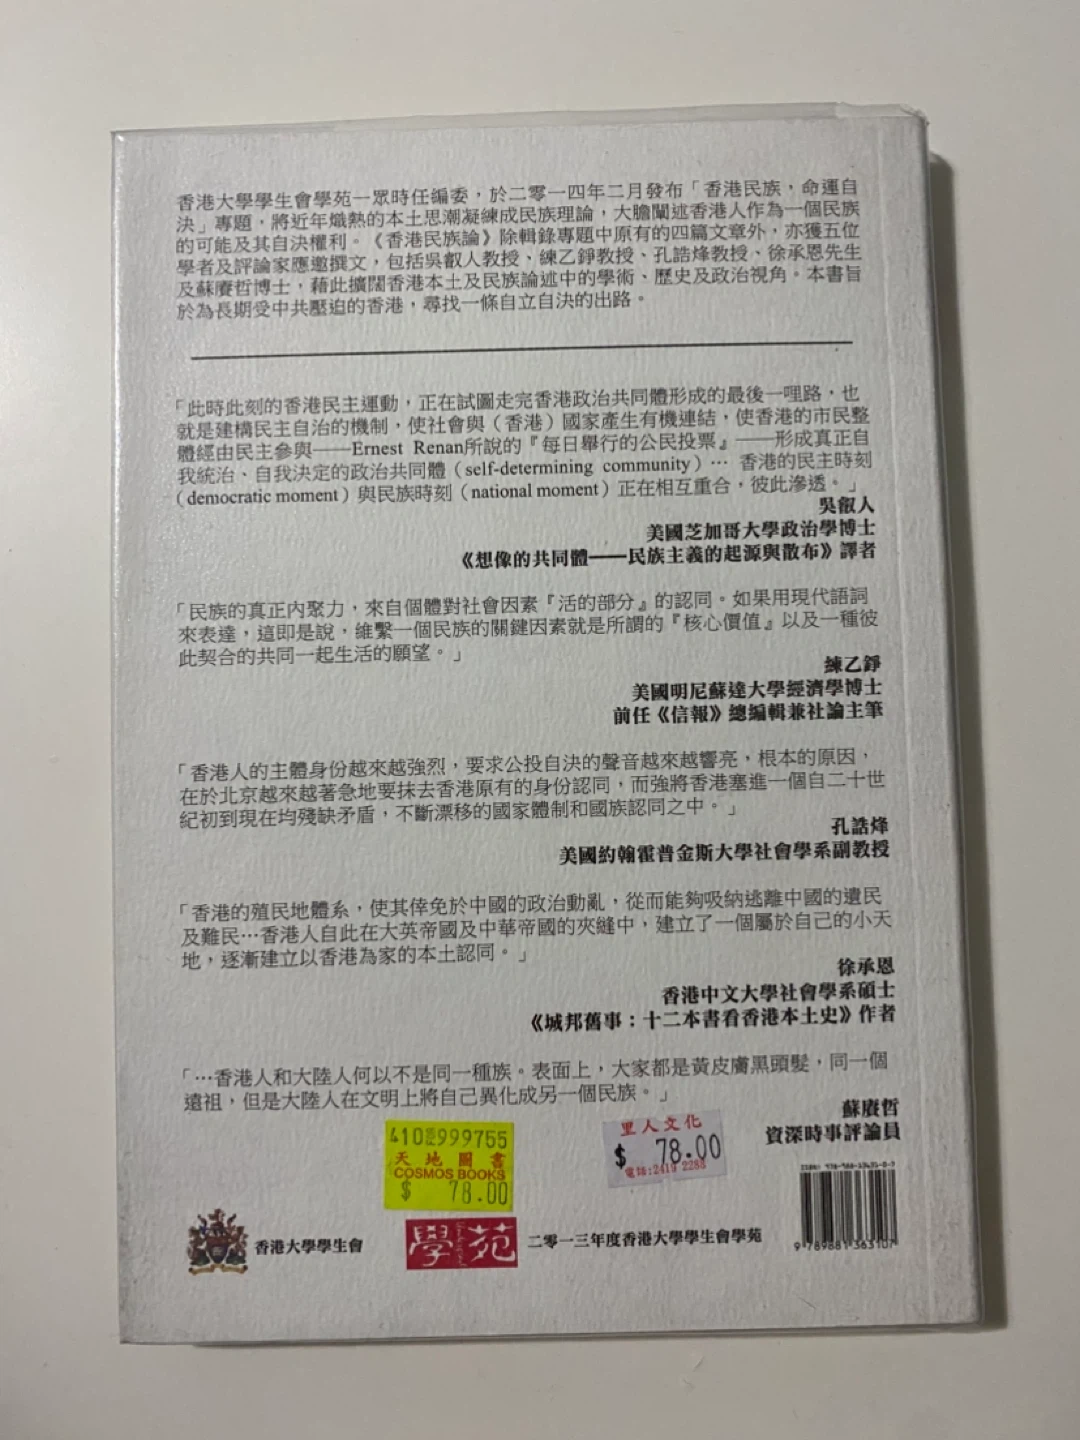 香港大學學生會學苑一眾時任編委，於二零一四年二月發布「香港民族，命運自
決」專題，將近年熾熱的本土思潮凝練成民族理論，大膽闡述香港人作為一個民族
的可能及其自決權利。《香港民族論》除輯錄專題中原有的四篇文章外，亦獲五位
學者及評論家應邀撰文，包括吳叡人教授、練乙錚教授、孔誥烽教授、徐承恩先生
及蘇賡哲博士，藉此擴闊香港本土及民族論述中的學術、歷史及政治視角。本書旨
於為長期受中共壓迫的香港，尋找一條自立自決的出路。
「此時此刻的香港民主運動，正在試圖走完香港政治共同體形成的最後一哩路，也
就是建構民主自治的機制，使社會與（香港）國家產生有機連結，使香港的市民整
體經由民主參與——Ernest Renan所說的『每日舉行的公民投票』——形成真正自
我統治、自我決定的政治共同體（self-determining community）… 香港的民主時刻
（democratic moment）與民族時刻（national moment）正在相互重合，彼此滲透。」
吳叡人
美國芝加哥大學政治學博士
《想像的共同體——民族主義的起源與散布》譯者
「民族的真正內聚力，來自個體對社會因素『活的部分』的認同。如果用現代語詞
來表達，這即是說，維繫一個民族的關鍵因素就是所謂的『核心價值』以及一種彼
此契合的共同一起生活的願望。」
練乙錚
美國明尼蘇達大學經濟學博士
前任《信報》總編輯兼社論主筆
「香港人的主體身份越來越強烈，要求公投自決的聲音越來越響亮，根本的原因，
在於北京越來越著急地要抹去香港原有的身份認同，而強將香港塞進一個自二十世
紀初到現在均殘缺矛盾，不斷漂移的國家體制和國族認同之中。」
孔誥烽
美國約翰霍普金斯大學社會學系副教授
「香港的殖民地體系，使其倖免於中國的政治動亂，從而能夠吸納逃離中國的遺民
及難民…香港人自此在大英帝國及中華帝國的夾縫中，建立了一個屬於自己的小天
地，逐漸建立以香港為家的本土認同。」
徐承恩
香港中文大學社會學系碩士
《城邦舊事：十二本書看香港本土史》作者
「…香港人和大陸人何以不是同一種族。表面上，大家都是黃皮膚黑頭髮，同一個
遠祖，但是大陸人在文明上將自己異化成另一個民族。」
蘇賡哲
資深時事評論員
999755
天地圖書
COSMOS BOOKS
$ 78.00
里人文化
$ 78.00
電話:2419 2288
9 789881 363107
香港大學學生會
學苑
二零一三年度香港大學學生會學苑